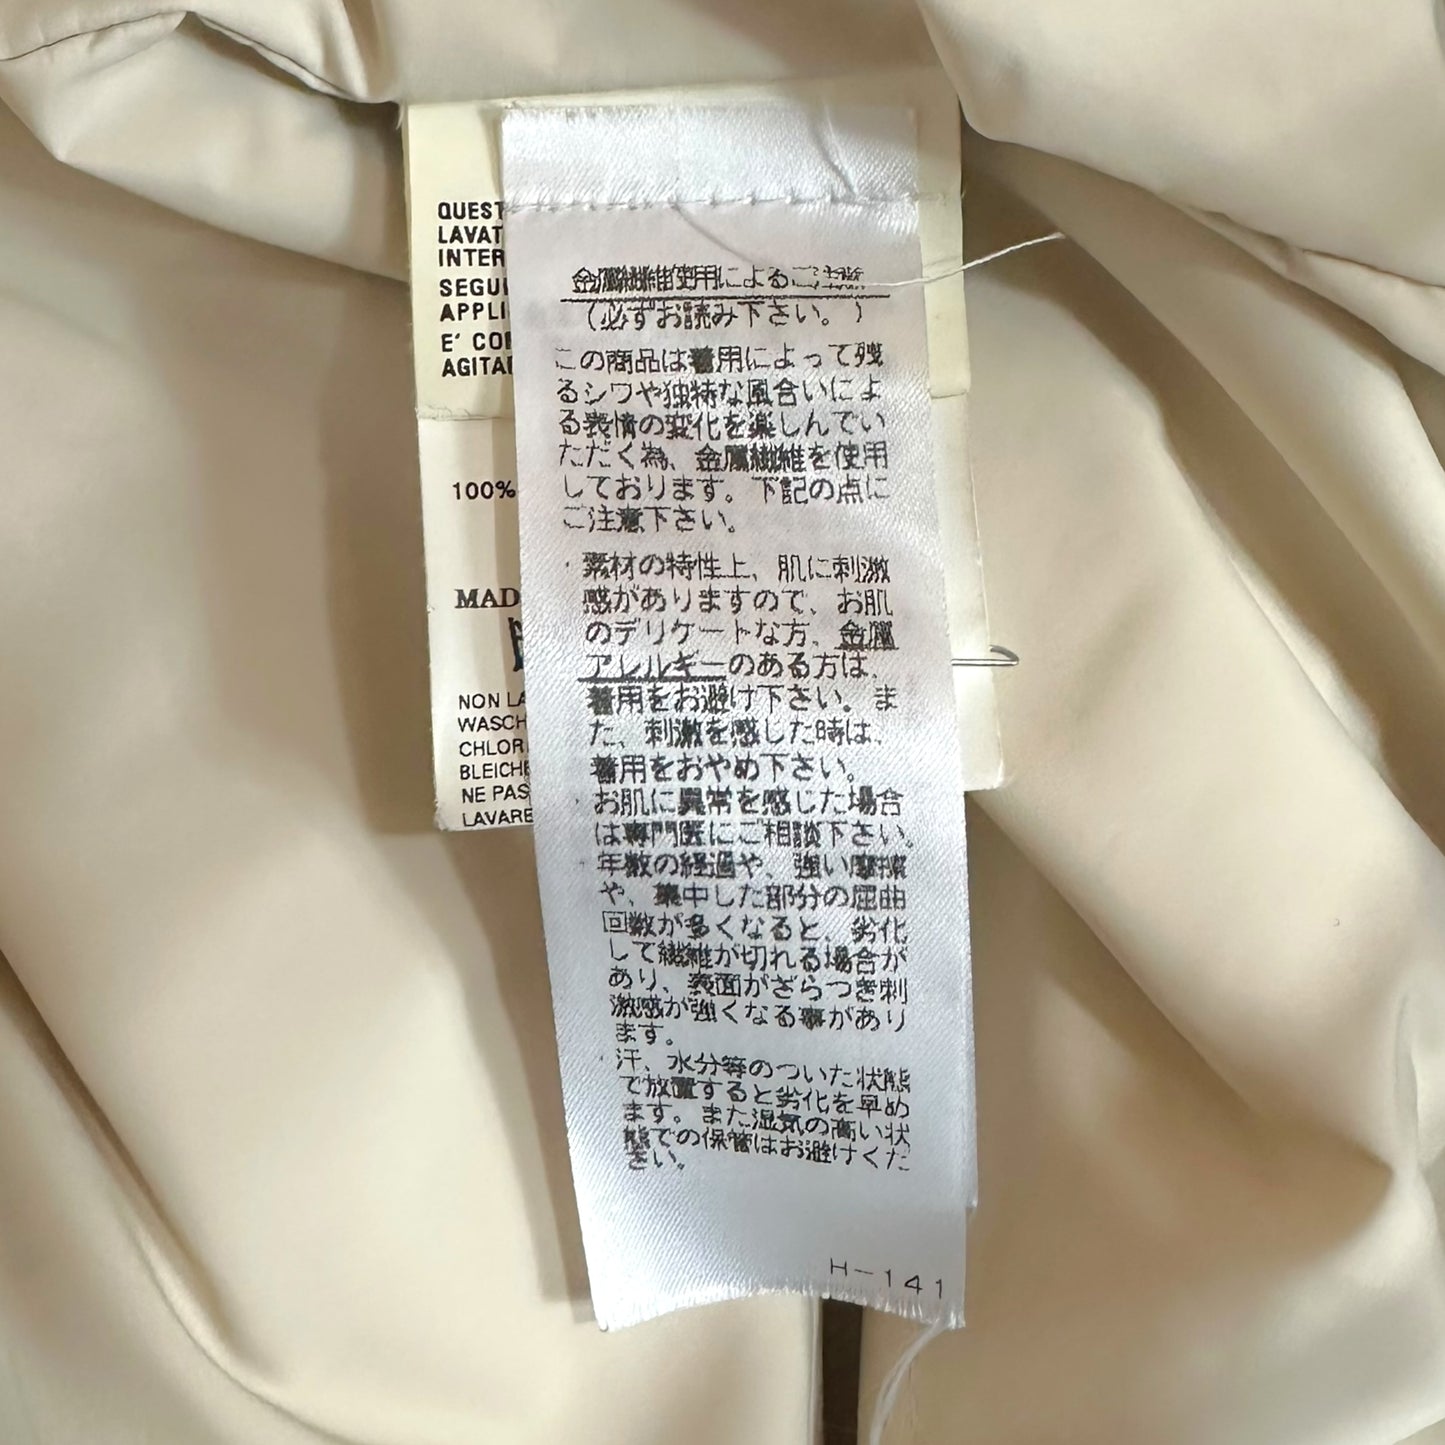 QUEST
LAVAT
INTER
SEGUI
APPLI
E' COI
AGITA
100%
MAD
NON LA
WASCH
CHLOR
BLEICHE
NE PAS
LAVARE
金属繊維使用によるご注意
（必ずお読み下さい。）
この商品は着用によって残
るシワや独特な風合いによ
る表情の変化を楽しんでい
ただく為、金属繊維を使用
しております。下記の点に
ご注意下さい。
・素材の特性上、肌に刺激
感がありますので、お肌
のデリケートな方、金属
アレルギーのある方は、
着用をお避け下さい。ま
た、刺激を感じた時は、
着用をおやめ下さい。
・お肌に異常を感じた場合
は専門医にご相談下さい。
・年数の経過や、強い摩擦
や、集中した部分の屈曲
回数が多くなると、劣化
して繊維が切れる場合が
あり、表面がざらつき刺
激感が強くなる事があり
ます。
・汗、水分等のついた状態
で放置すると劣化を早め
ます。また湿気の高い状
態での保管はお避けくだ
さい。
H-141